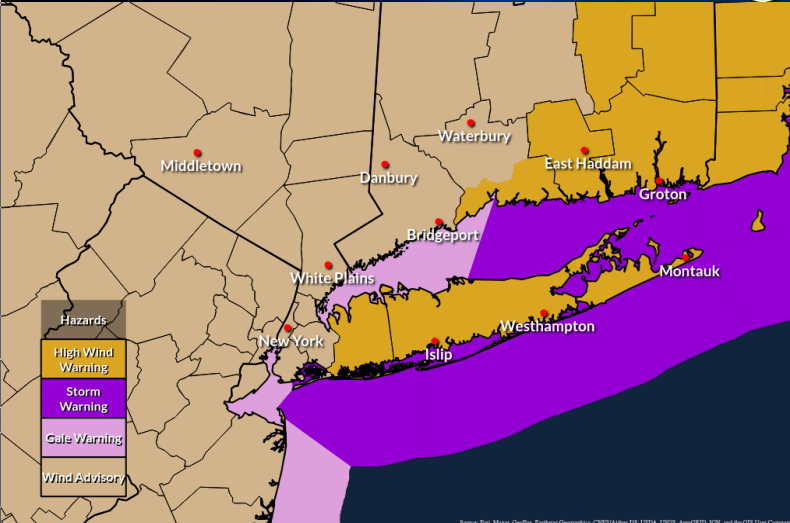 Waterbury
Middletown
East Haddam
Danbury
Groton
Bridgeport
Montauk
White Plains
Westhampton
New York
Islip
Hazards
High Wind
Warning
Storm
Warning
Gale Warning
Wind Advisory